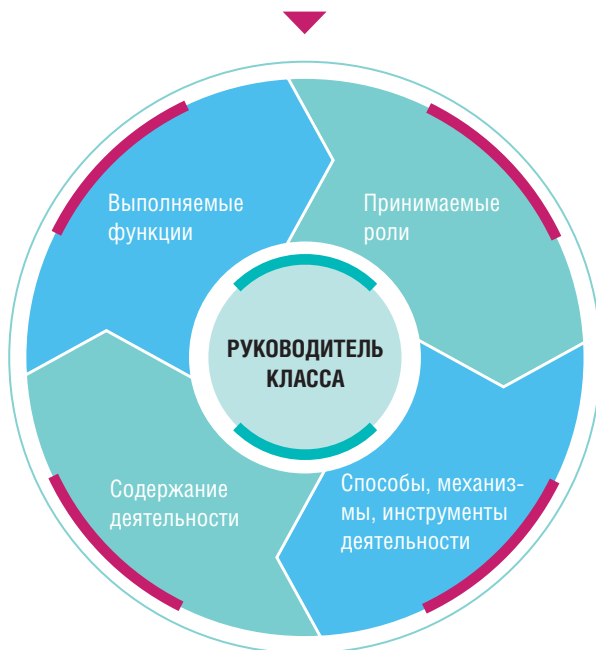 Выполняемые
функции
Принимаемые
роли
РУКОВОДИТЕЛЬ
КЛАССА
Содержание
деятельности
Способы, механиз-
мы, инструменты
деятельности